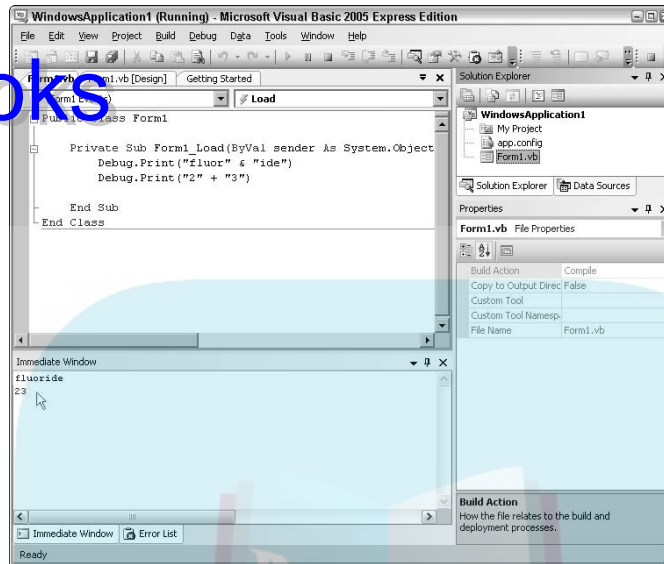 WindowsApplication1 (Running) - Microsoft Visual Basic 2005 Express Edition
File Edit View Project Build Debug Data Tools Window Help
oks
Form1.vb [Design] Getting Started
Load
Public Class Form1
Private Sub Form1_Load(ByVal sender As System.Object
Debug.Print("fluor" & "ide")
Debug.Print("2" + "3")
End Sub
End Class
Solution Explorer
WindowsApplication1
My Project
app.config
Form1.vb
Solution Explorer Data Sources
Properties
Form1.vb File Properties
Build Action Compile
Copy to Output Direc False
Custom Tool
Custom Tool Namesp
File Name Form1.vb
Immediate Window
fluoride
23
Build Action
How the file relates to the build and
deployment processes.
Immediate Window Error List
Ready